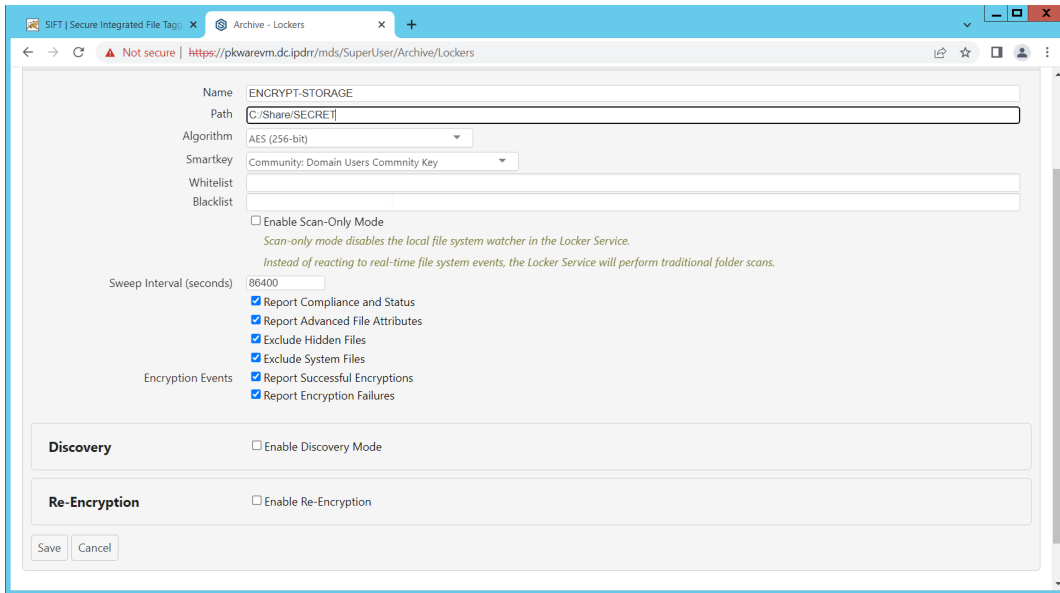 SIFT | Secure Integrated File Tagg
Archive - Lockers
Not secure | https://pkwarevm.dc.ipdrr/mds/SuperUser/Archive/Lockers
Name ENCRYPT-STORAGE
Path C:/Share/SECRET
Algorithm AES (256-bit)
Smartkey Community: Domain Users Commnity Key
Whitelist
Blacklist
Enable Scan-Only Mode
Scan-only mode disables the local file system watcher in the Locker Service.
Instead of reacting to real-time file system events, the Locker Service will perform traditional folder scans.
Sweep Interval (seconds) 86400
Report Compliance and Status
Report Advanced File Attributes
Exclude Hidden Files
Exclude System Files
Encryption Events Report Successful Encryptions
Report Encryption Failures
Discovery Enable Discovery Mode
Re-Encryption Enable Re-Encryption
Save Cancel